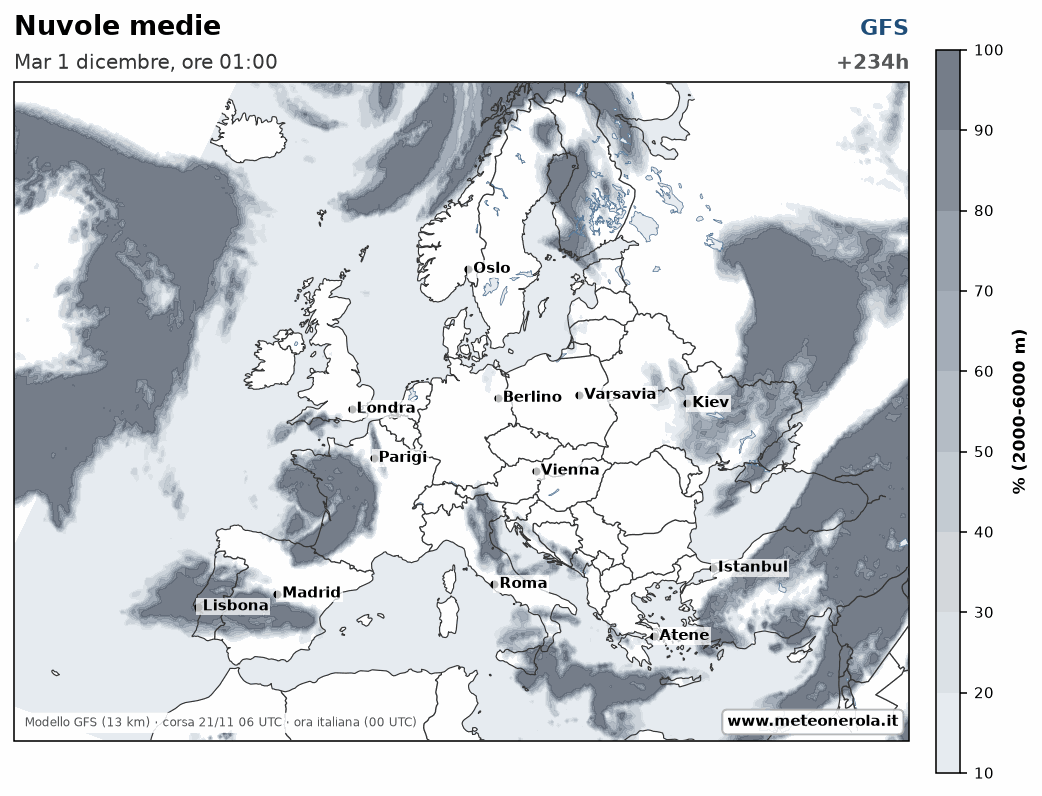 Nuvole medie
GFS
Mar 1 dicembre, ore 01:00
+234h
100
90
80
70
60
50
40
30
20
10
% (2000-6000 m)
Oslo
Berlino
Varsavia
Kiev
Londra
Parigi
Vienna
Istanbul
Roma
Madrid
Lisbona
Atene
Modello GFS (13 km) · corsa 21/11 06 UTC · ora italiana (00 UTC)
www.meteonerola.it